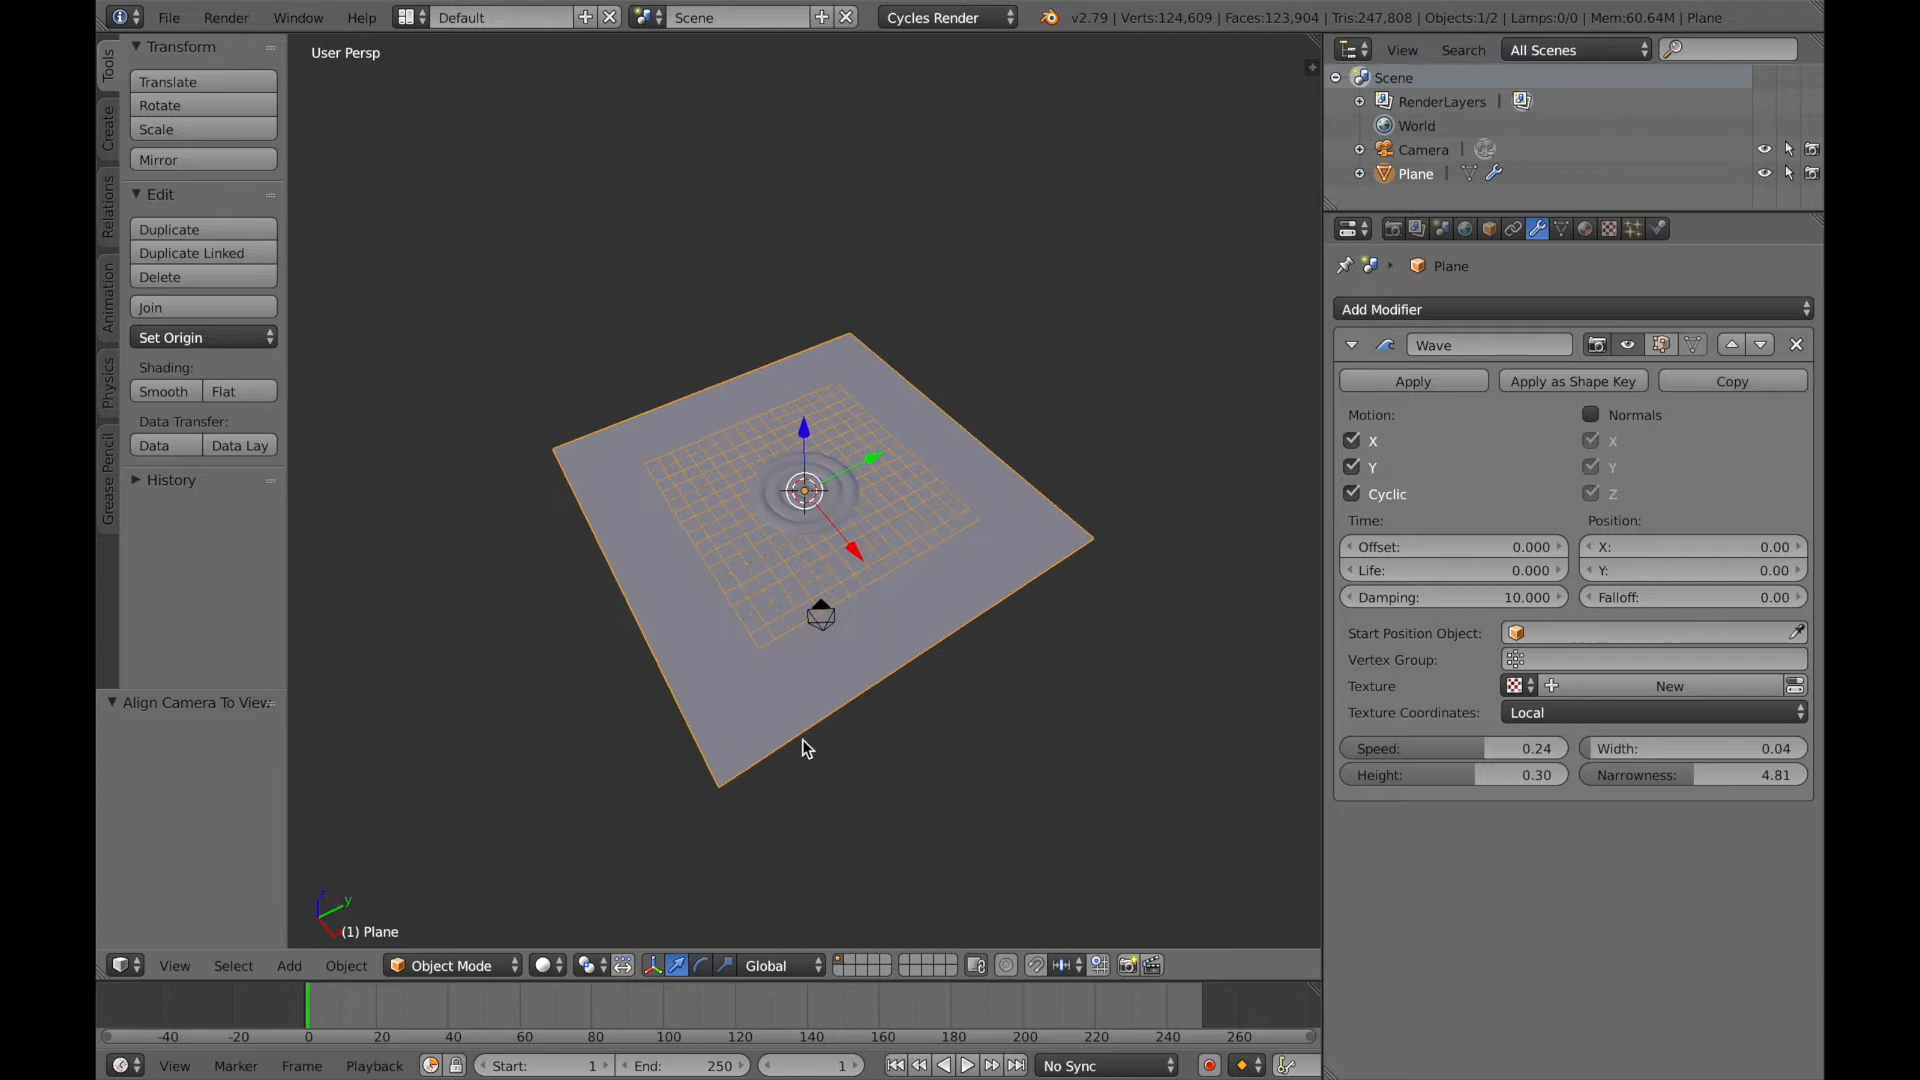 File Render Window Help Default Scene Cycles Render v2.79 | Verts:124,609 | Faces:123,904 | Tris:247,808 | Objects:1/2 | Lamps:0/0 | Mem:60.64M | Plane
Tools
Create
Relations
Animation
Physics
Grease Pencil
Transform
Translate
Rotate
Scale
Mirror
Edit
Duplicate
Duplicate Linked
Delete
Join
Set Origin
Shading:
Smooth Flat
Data Transfer:
Data Data Lay
History
Align Camera To View
User Persp
z
y
(1) Plane
View Select Add Object Object Mode Global
-40 -20 0 20 40 60 80 100 120 140 160 180 200 220 240 260
View Marker Frame Playback Start: 1 End: 250 1 No Sync
View Search All Scenes
Scene
RenderLayers |
World
Camera |
Plane |
Plane
Add Modifier
Wave
Apply Apply as Shape Key Copy
Motion: Normals
X X
Y Y
Cyclic Z
Time: Position:
Offset: 0.000 X: 0.00
Life: 0.000 Y: 0.00
Damping: 10.000 Falloff: 0.00
Start Position Object:
Vertex Group:
Texture New
Texture Coordinates: Local
Speed: 0.24 Width: 0.04
Height: 0.30 Narrowness: 4.81